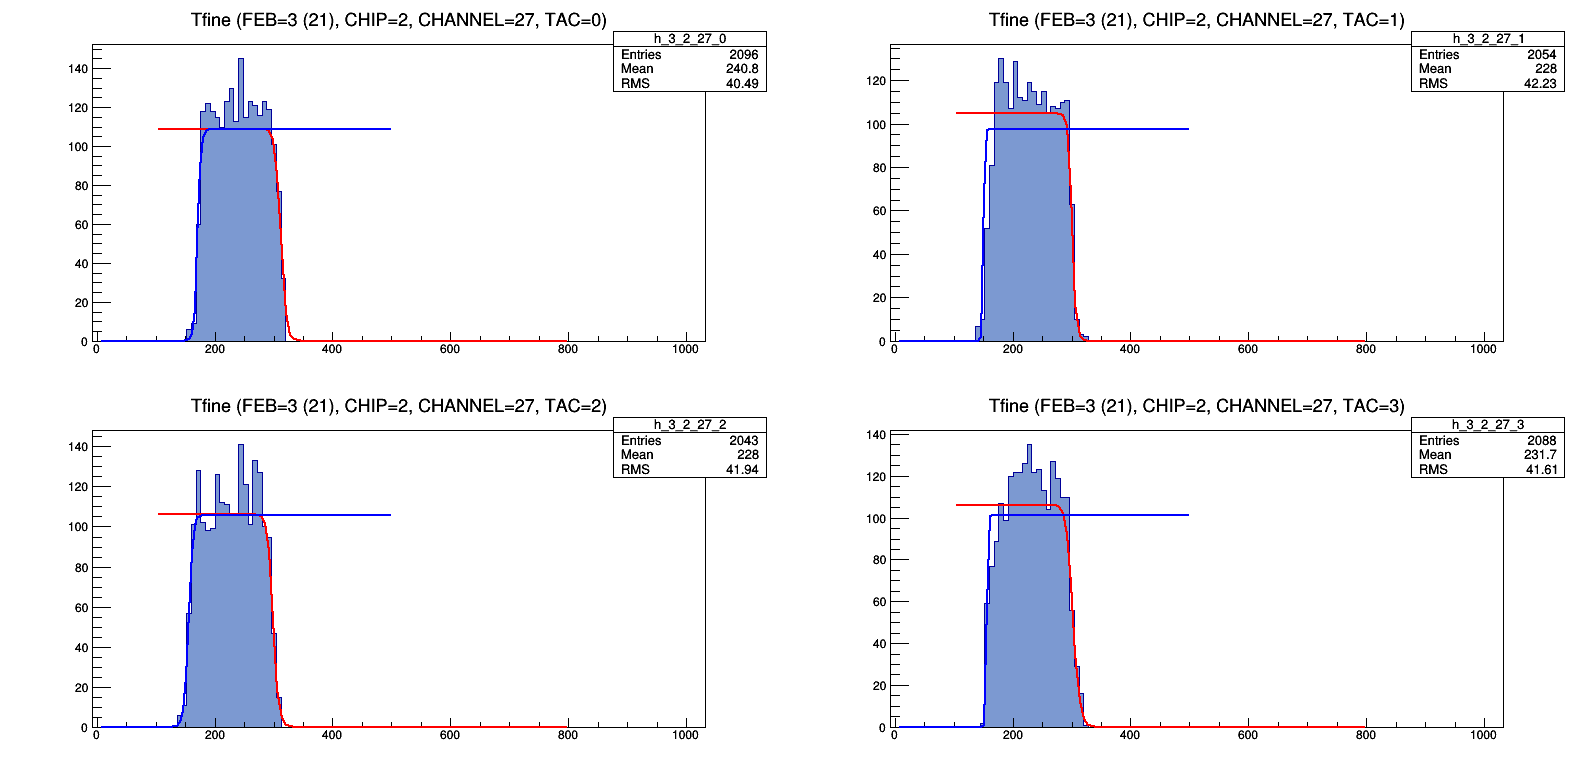 Tfine (FEB=3 (21), CHIP=2, CHANNEL=27, TAC=0)
h_3_2_27_0
Entries 2096
Mean 240.8
RMS 40.49
140
120
100
80
60
40
20
0
0 200 400 600 800 1000
Tfine (FEB=3 (21), CHIP=2, CHANNEL=27, TAC=1)
h_3_2_27_1
Entries 2054
Mean 228
RMS 42.23
120
100
80
60
40
20
0
0 200 400 600 800 1000
Tfine (FEB=3 (21), CHIP=2, CHANNEL=27, TAC=2)
h_3_2_27_2
Entries 2043
Mean 228
RMS 41.94
140
120
100
80
60
40
20
0
0 200 400 600 800 1000
Tfine (FEB=3 (21), CHIP=2, CHANNEL=27, TAC=3)
h_3_2_27_3
Entries 2088
Mean 231.7
RMS 41.61
140
120
100
80
60
40
20
0
0 200 400 600 800 1000